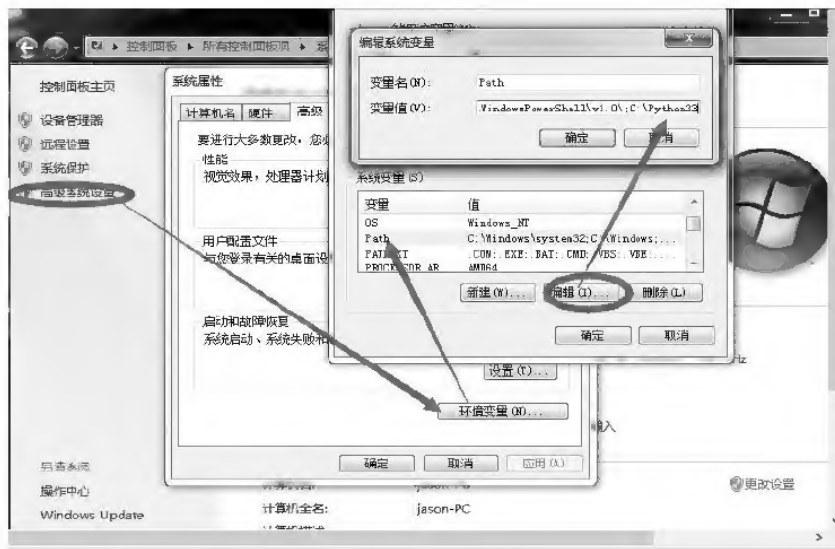 控制面板 ▸ 所有控制面板项 ▸ 系
控制面板主页
设备管理器
远程设置
系统保护
高级系统设置
另请参阅
操作中心
Windows Update
系统属性
计算机名 硬件 高级
要进行大多数更改，您必
性能
视觉效果，处理器计划
用户配置文件
与您登录有关的桌面设
启动和故障恢复
系统启动、系统失败和
设置(T)...
环境变量(N)...
确定 取消 应用(A)
编辑系统变量
变量名(N): Path
变量值(V): WindowsPowerShell\v1.0\;C:\Python33
确定 取消
系统变量(S)
变量 值
OS Windows_NT
Path C:\Windows\system32;C:\Windows;...
PATHEXT .COM;.EXE;.BAT;.CMD;.VBS;.VBE;...
PROCESSOR_AR AMD64
新建(W)... 编辑(I)... 删除(L)
确定 取消
Hz
输入
更改设置
计算机全名: jason-PC